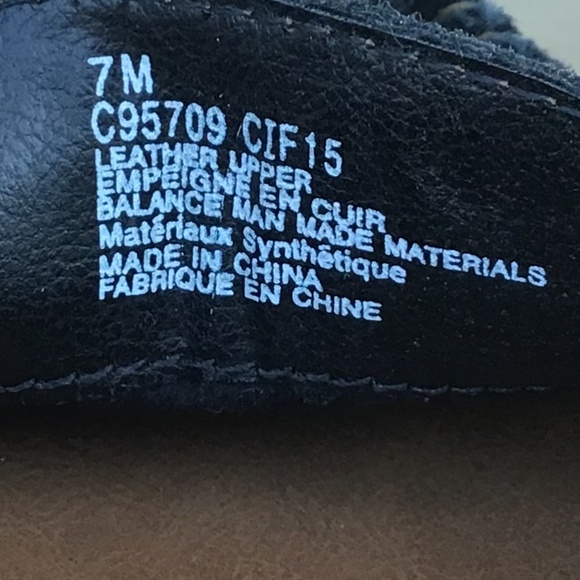 7M
C95709 CIF15
LEATHER UPPER
EMPEIGNE EN CUIR
BALANCE MAN MADE MATERIALS
Matériaux Synthétique
MADE IN CHINA
FABRIQUE EN CHINE